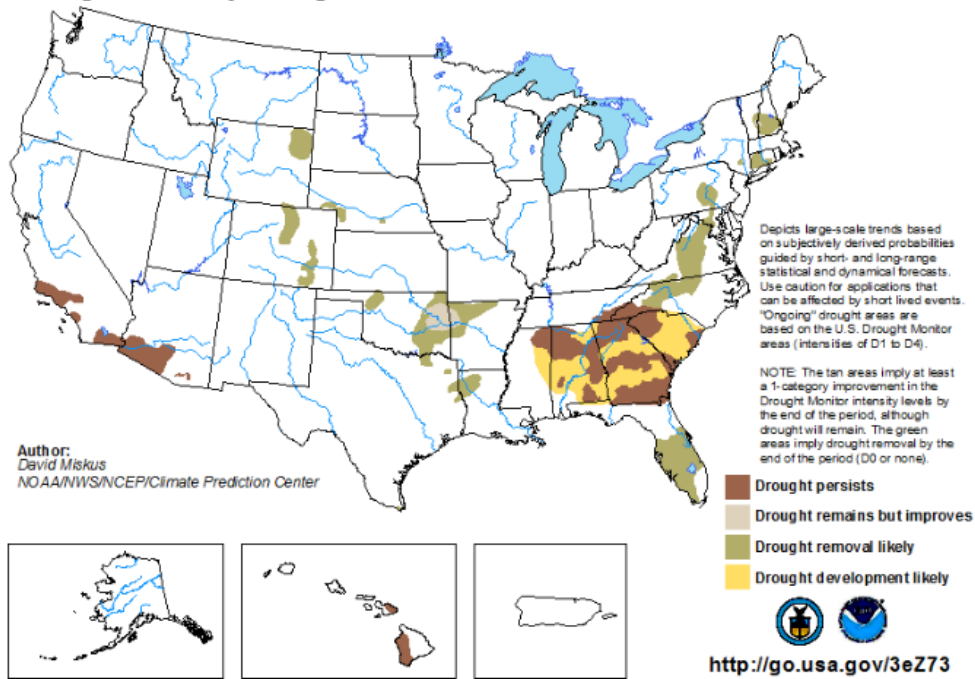 Depicts large-scale trends based
on subjectively derived probabilities
guided by short- and long-range
statistical and dynamical forecasts.
Use caution for applications that
can be affected by short lived events.
"Ongoing" drought areas are
based on the U.S. Drought Monitor
areas (intensities of D1 to D4).
NOTE: The tan areas imply at least
a 1-category improvement in the
Drought Monitor intensity levels by
the end of the period, although
drought will remain. The green
areas imply drought removal by the
end of the period (D0 or none).
Author:
David Miskus
NOAA/NWS/NCEP/Climate Prediction Center
Drought persists
Drought remains but improves
Drought removal likely
Drought development likely
http://go.usa.gov/3eZ73